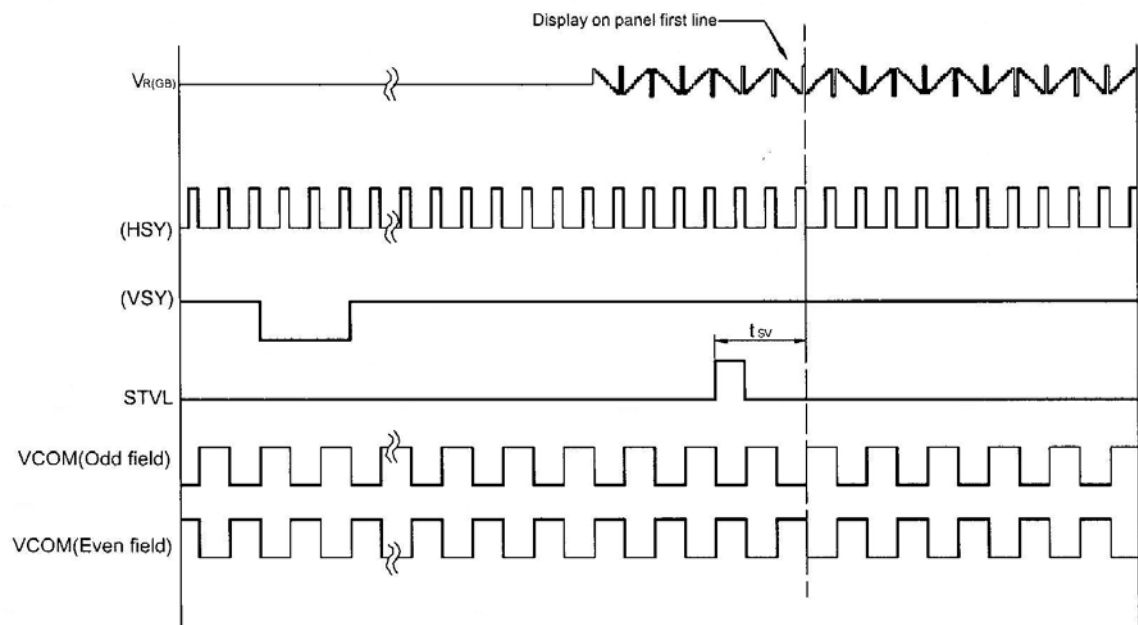 Display on panel first line
VR(GB)
(HSY)
(VSY)
tsv
STVL
VCOM(Odd field)
VCOM(Even field)